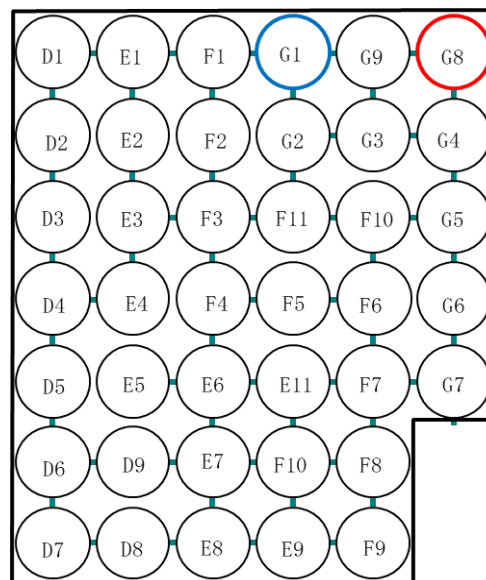 D1 E1 F1 G1 G9 G8
D2 E2 F2 G2 G3 G4
D3 E3 F3 F11 F10 G5
D4 E4 F4 F5 F6 G6
D5 E5 E6 E11 F7 G7
D6 D9 E7 F10 F8
D7 D8 E8 E9 F9